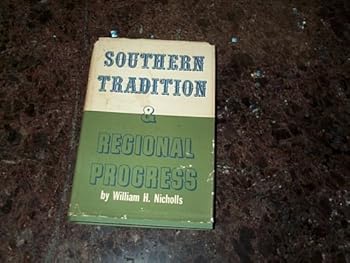 SOUTHERN
TRADITION
&
REGIONAL
PROGRESS
by William H. Nicholls